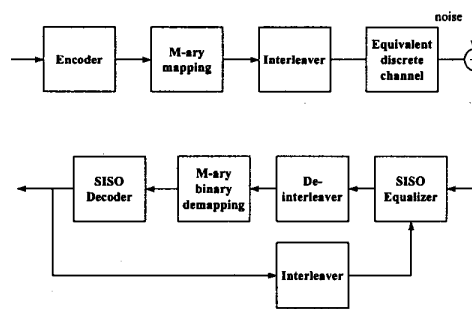 noise
Encoder
M-ary
mapping
Interleaver
Equivalent
discrete
channel
SISO
Decoder
M-ary
binary
demapping
De-
interleaver
SISO
Equalizer
Interleaver